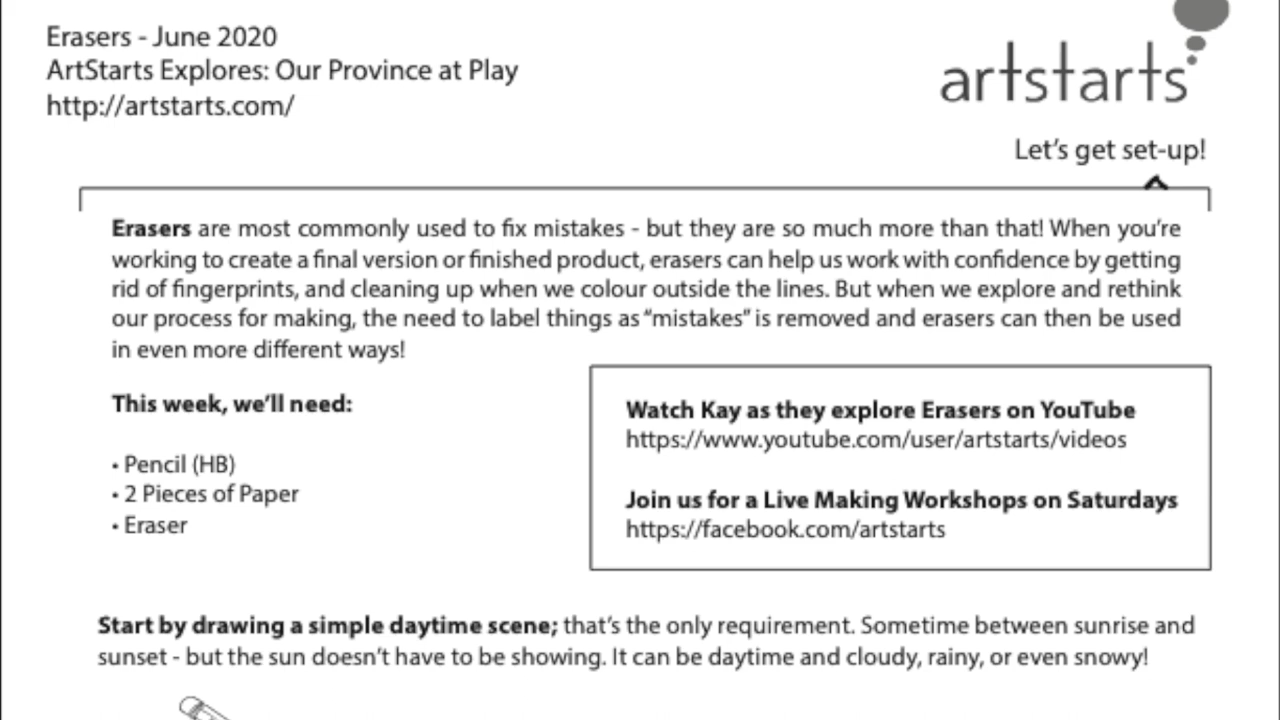 Erasers - June 2020
ArtStarts Explores: Our Province at Play
http://artstarts.com/
artstarts
Let's get set-up!
Erasers are most commonly used to fix mistakes - but they are so much more than that! When you're
working to create a final version or finished product, erasers can help us work with confidence by getting
rid of fingerprints, and cleaning up when we colour outside the lines. But when we explore and rethink
our process for making, the need to label things as “mistakes” is removed and erasers can then be used
in even more different ways!
This week, we'll need:
• Pencil (HB)
• 2 Pieces of Paper
• Eraser
Watch Kay as they explore Erasers on YouTube
https://www.youtube.com/user/artstarts/videos
Join us for a Live Making Workshops on Saturdays
https://facebook.com/artstarts
Start by drawing a simple daytime scene; that's the only requirement. Sometime between sunrise and
sunset - but the sun doesn't have to be showing. It can be daytime and cloudy, rainy, or even snowy!